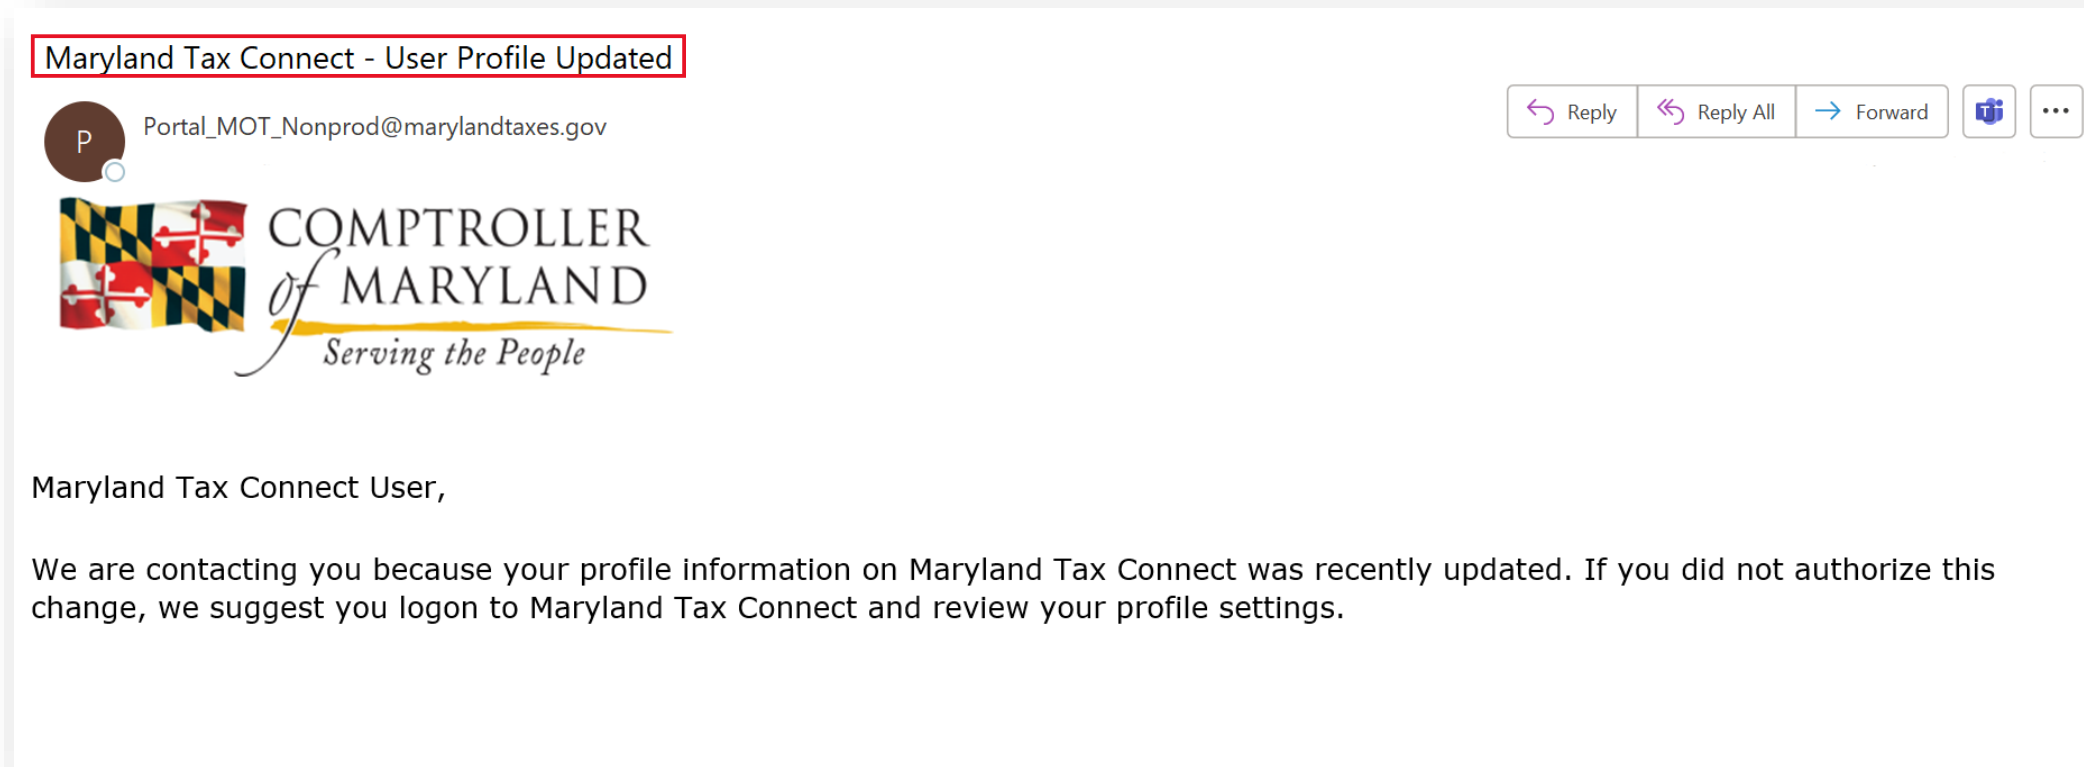 Maryland Tax Connect - User Profile Updated
P
Portal_MOT_Nonprod@marylandtaxes.gov
Reply
Reply All
Forward
COMPTROLLER
of MARYLAND
Serving the People
Maryland Tax Connect User,
We are contacting you because your profile information on Maryland Tax Connect was recently updated. If you did not authorize this
change, we suggest you logon to Maryland Tax Connect and review your profile settings.